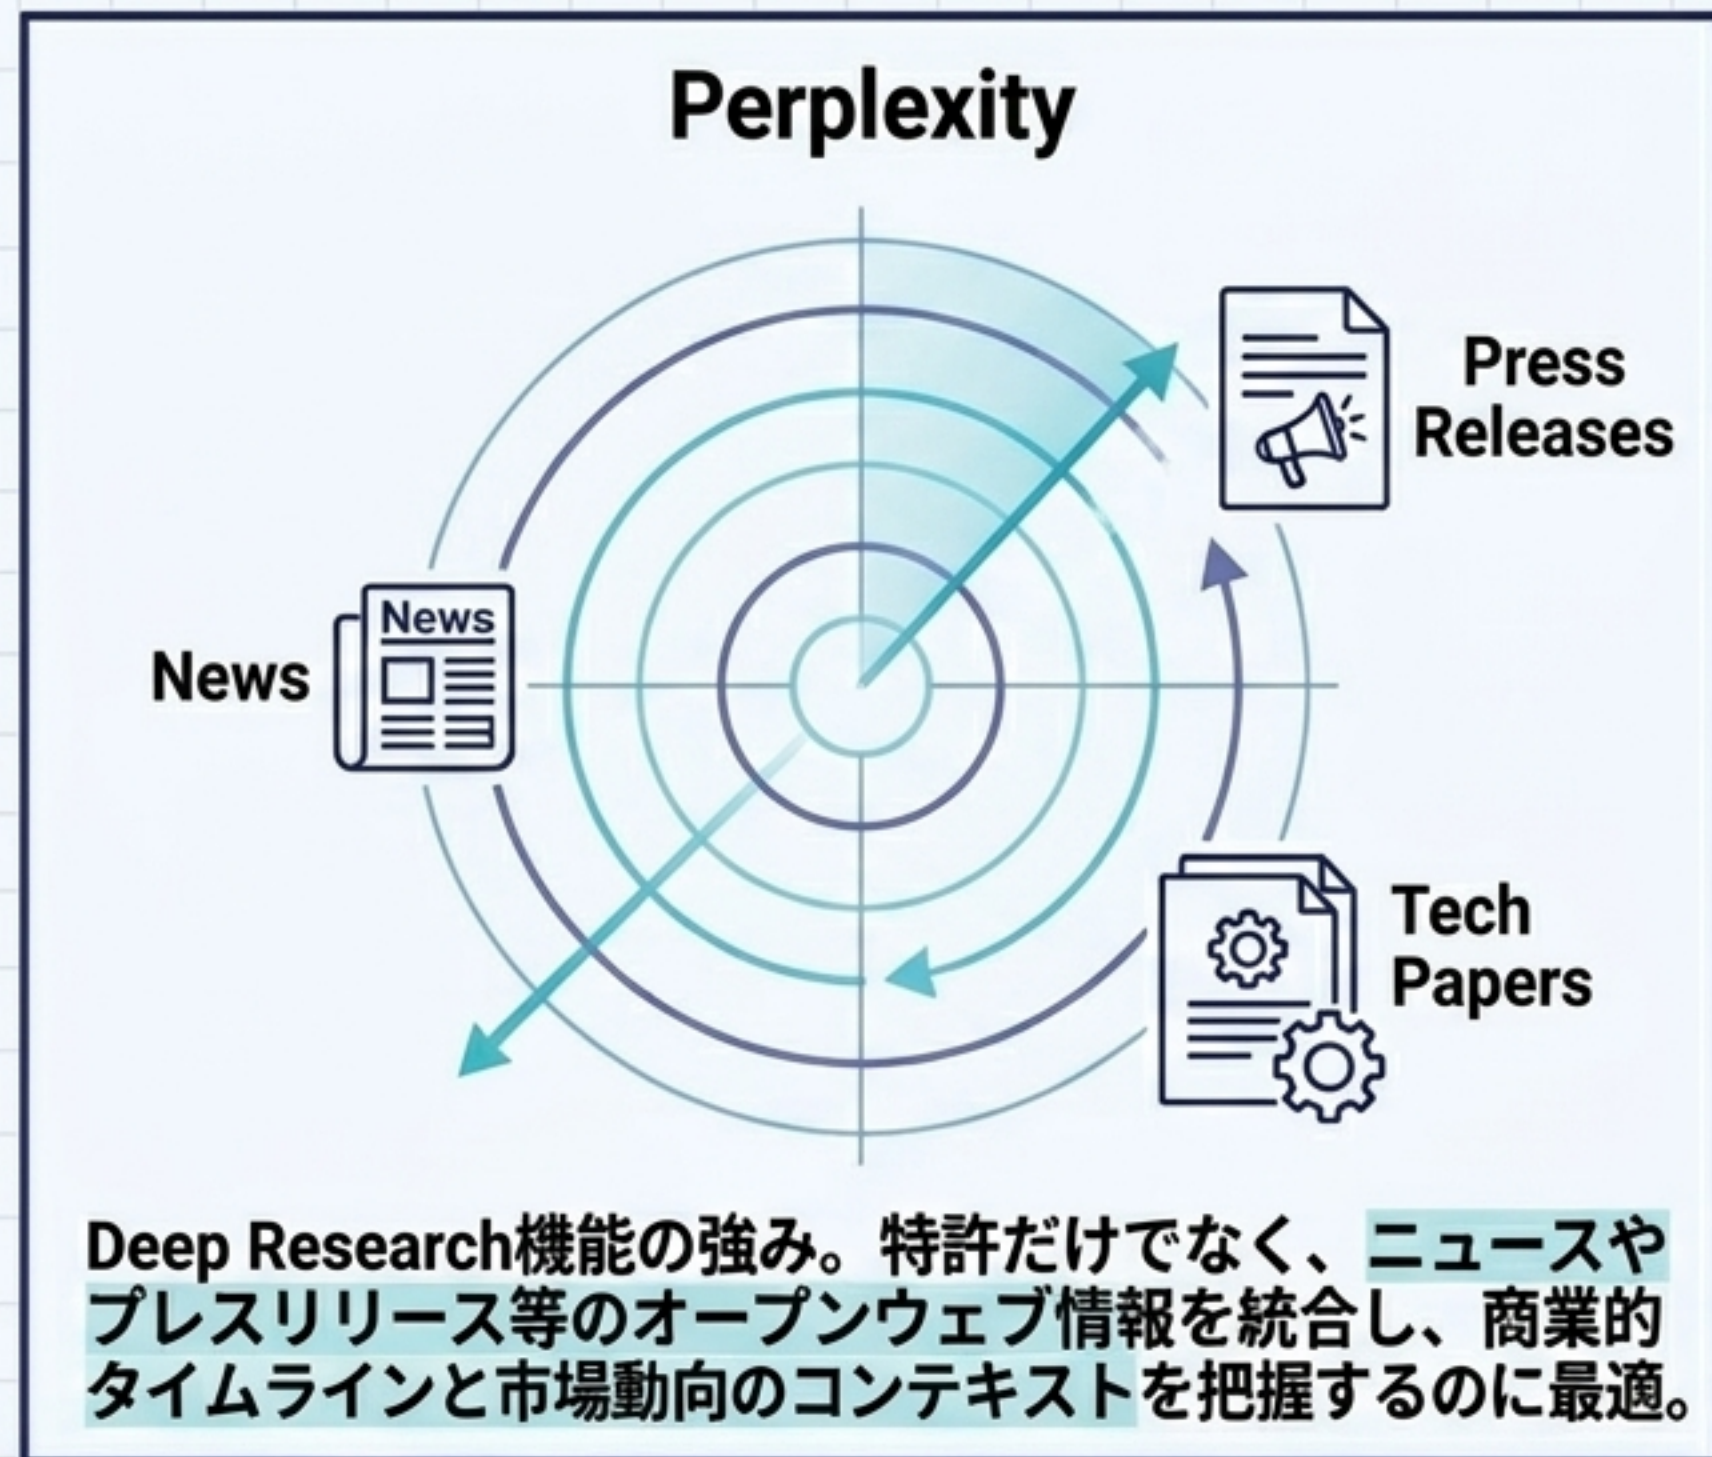 Perplexity
Press
Releases
News
News
Tech
Papers
Deep Research機能の強み。特許だけでなく、ニュースや
プレスリリース等のオープンウェブ情報を統合し、商業的
タイムラインと市場動向のコンテキストを把握するのに最適。